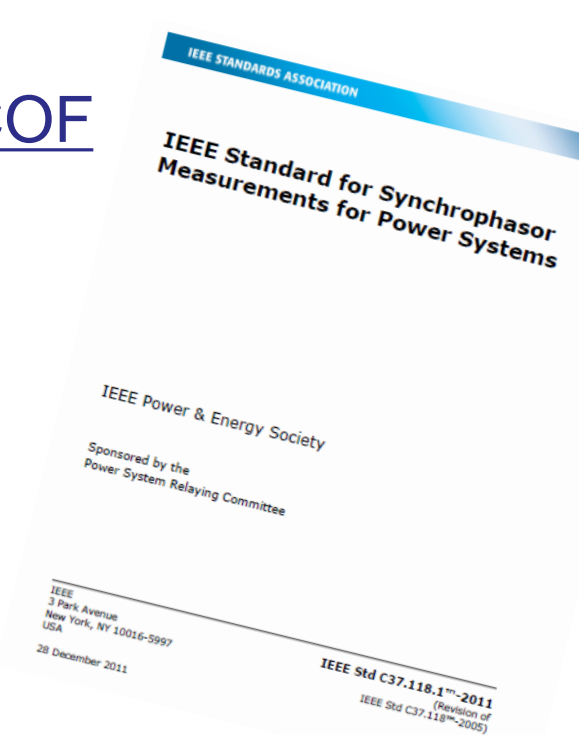 COF
IEEE STANDARDS ASSOCIATION
IEEE Standard for Synchrophasor
Measurements for Power Systems
IEEE Power & Energy Society
Sponsored by the
Power System Relaying Committee
IEEE
3 Park Avenue
New York, NY 10016-5997
USA
28 December 2011
IEEE Std C37.118.1™-2011
(Revision of
IEEE Std C37.118™-2005)